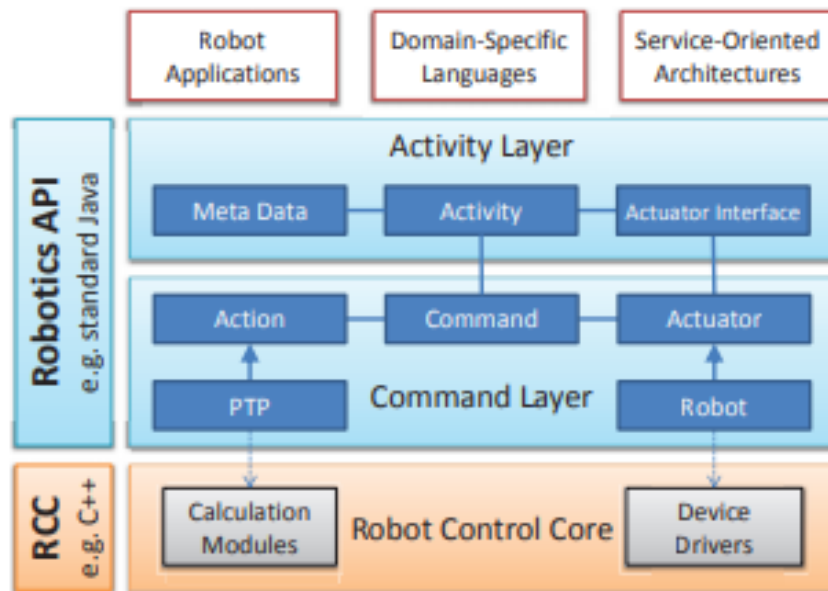 Robot
Applications
Domain-Specific
Languages
Service-Oriented
Architectures
Robotics API
e.g. standard Java
Activity Layer
Meta Data
Activity
Actuator Interface
Action
Command
Actuator
PTP
Command Layer
Robot
RCC
e.g. C++
Calculation
Modules
Robot Control Core
Device
Drivers